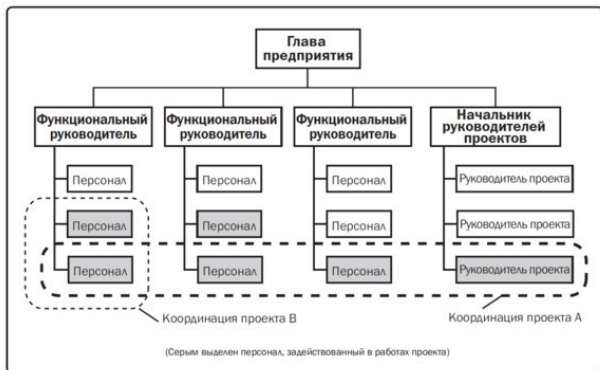 Глава
предприятия
Функциональный
руководитель
Функциональный
руководитель
Функциональный
руководитель
Начальник
руководителей
проектов
Персонал
Персонал
Персонал
Руководитель проекта
Персонал
Персонал
Персонал
Руководитель проекта
Персонал
Персонал
Персонал
Руководитель проекта
Координация проекта В
Координация проекта А
(Серым выделен персонал, задействованный в работах проекта)